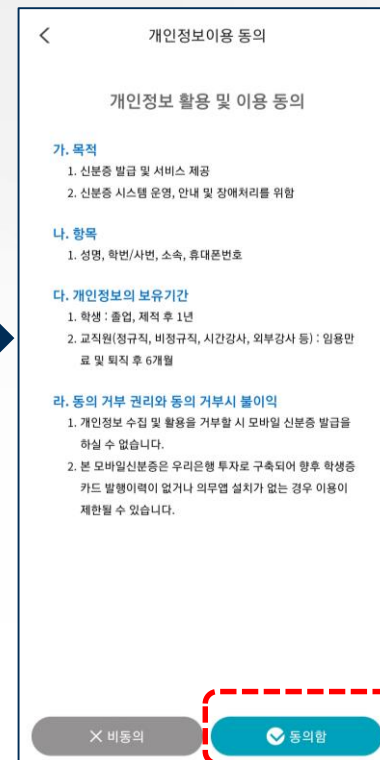 개인정보이용 동의
개인정보 활용 및 이용 동의
가. 목적
1. 신분증 발급 및 서비스 제공
2. 신분증 시스템 운영, 안내 및 장애처리를 위함
나. 항목
1. 성명, 학번/사번, 소속, 휴대폰번호
다. 개인정보의 보유기간
1. 학생 : 졸업, 제적 후 1년
2. 교직원(정규직, 비정규직, 시간강사, 외부강사 등) : 임용만
료 및 퇴직 후 6개월
라. 동의 거부 권리와 동의 거부시 불이익
1. 개인정보 수집 및 활용을 거부할 시 모바일 신분증 발급을
하실 수 없습니다.
2. 본 모바일신분증은 우리은행 투자로 구축되어 향후 학생증
카드 발행이력이 없거나 의무앱 설치가 없는 경우 이용이
제한될 수 있습니다.
비동의
동의함